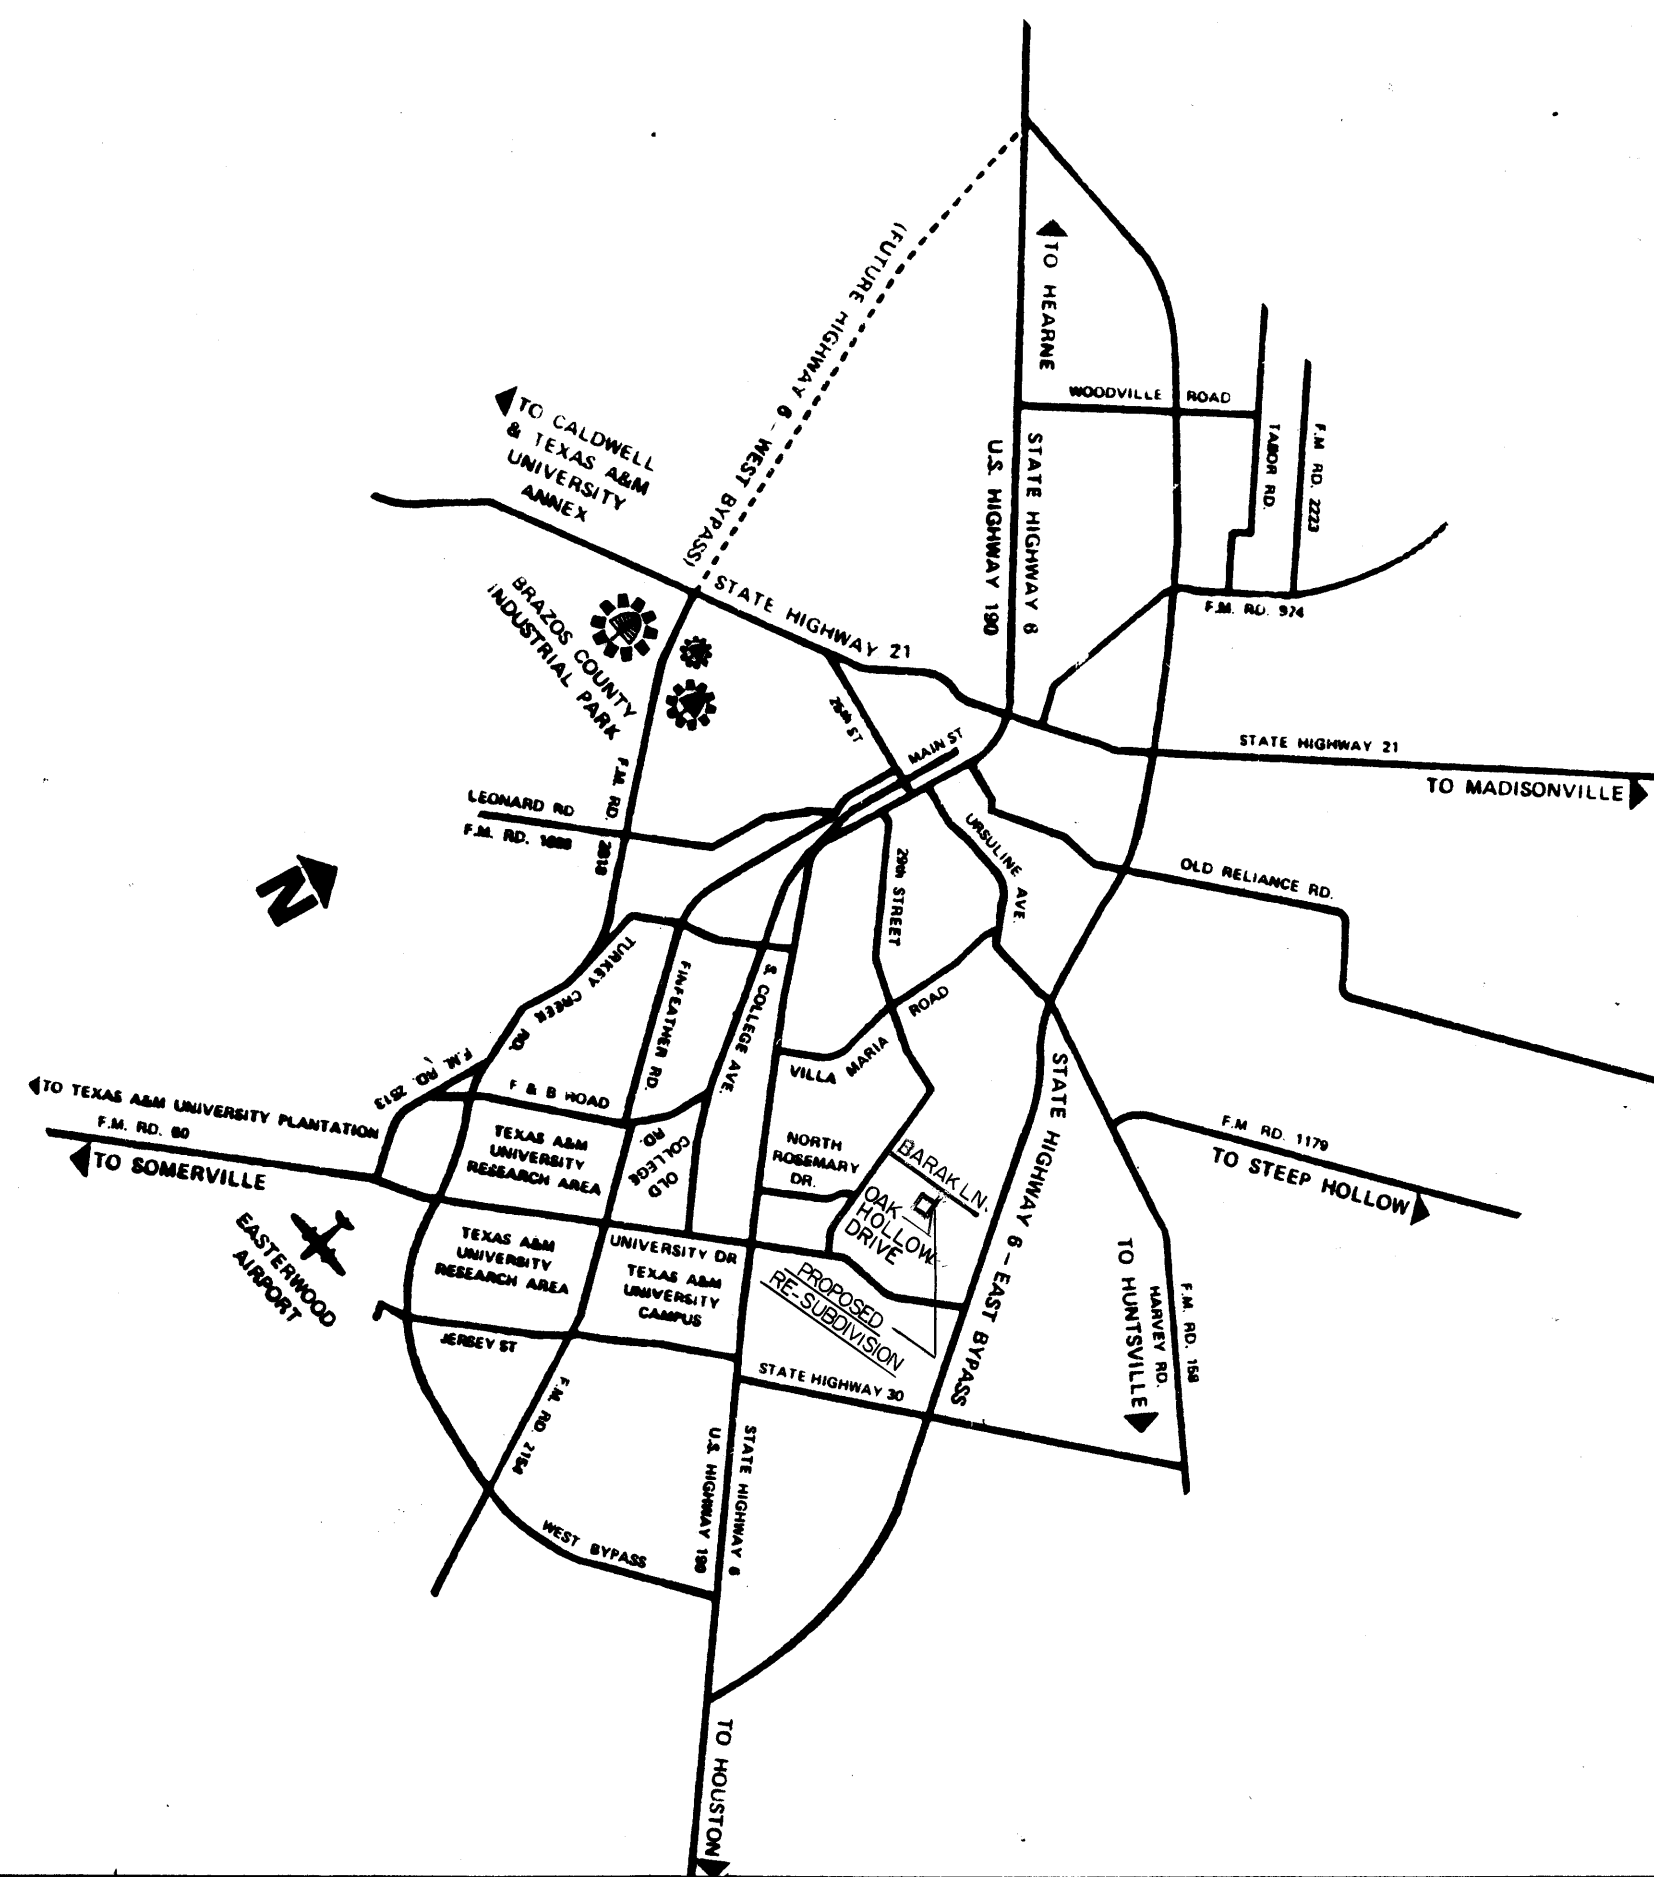 TO HEARNE
(FUTURE HIGHWAY 6 - WEST BYPASS)
WOODVILLE ROAD
TO CALDWELL
& TEXAS A&M
UNIVERSITY
ANNEX
STATE HIGHWAY 6
U.S. HIGHWAY 190
TABOR RD.
F.M RD. 2223
F.M. RD. 974
BRAZOS COUNTY
INDUSTRIAL PARK
STATE HIGHWAY 21
25th ST
MAIN ST
STATE HIGHWAY 21
TO MADISONVILLE
F.M. RD. 2818
LEONARD RD
F.M. RD.
URSULINE AVE.
OLD RELIANCE RD.
N
29th STREET
TURKEY CREEK RD.
FINFEATHER RD.
S. COLLEGE AVE.
VILLA MARIA ROAD
F.M. RD. 2513
F & B ROAD
TO TEXAS A&M UNIVERSITY PLANTATION
F.M. RD. 60
TO SOMERVILLE
TEXAS A&M
UNIVERSITY
RESEARCH AREA
OLD
COLLEGE
RD.
NORTH
ROSEMARY
DR.
BARAK LN.
OAK
HOLLOW
DRIVE
STATE HIGHWAY 6 - EAST BYPASS
F.M RD. 1179
TO STEEP HOLLOW
EASTERWOOD
AIRPORT
TEXAS A&M
UNIVERSITY
RESEARCH AREA
UNIVERSITY DR
TEXAS A&M
UNIVERSITY
CAMPUS
PROPOSED
RE-SUBDIVISION
TO HUNTSVILLE
HARVEY RD.
F.M. RD. 158
JERSEY ST
STATE HIGHWAY 30
F.M. RD. 2154
STATE HIGHWAY 6
U.S. HIGHWAY 190
WEST BYPASS
TO HOUSTON